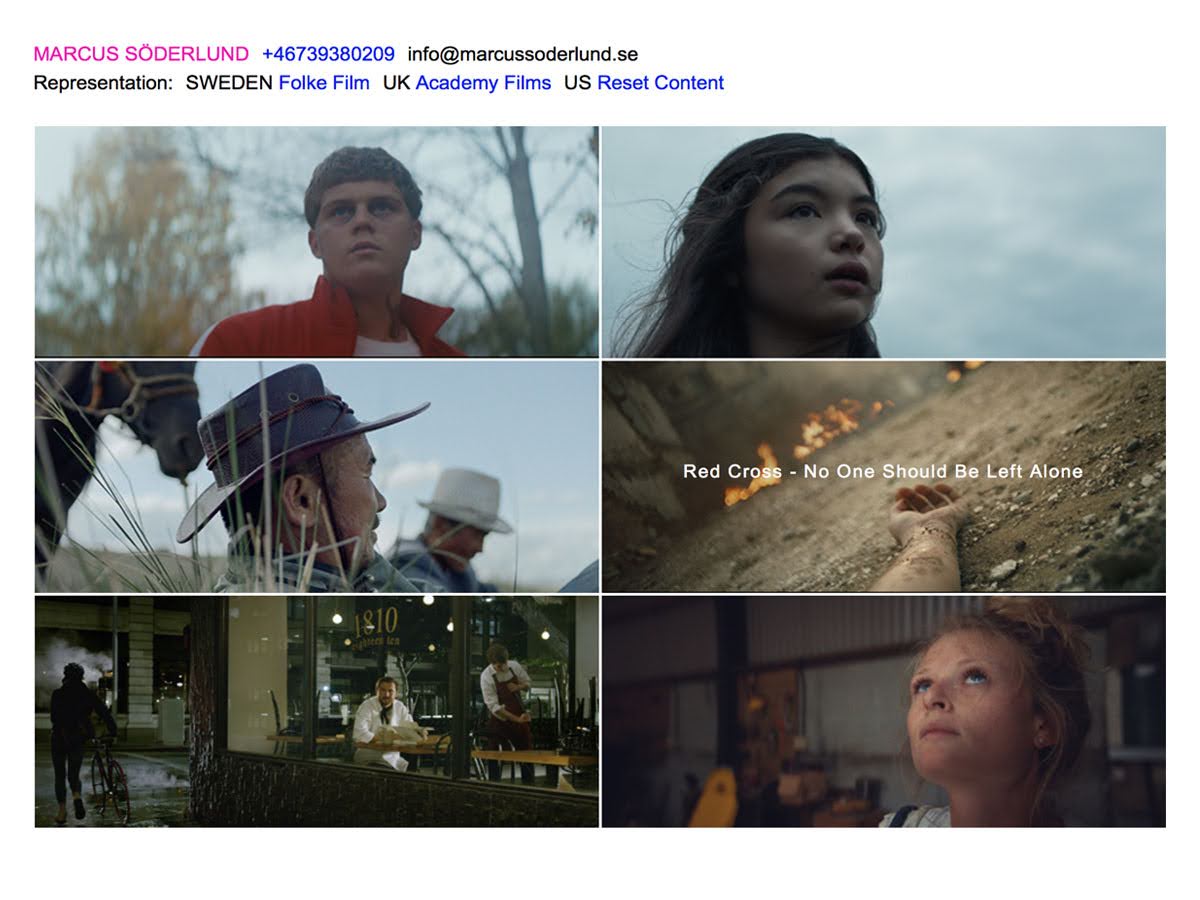 MARCUS SÖDERLUND +46739380209 info@marcussoderlund.se
Representation: SWEDEN Folke Film UK Academy Films US Reset Content
Red Cross - No One Should Be Left Alone
1810
eighteen ten